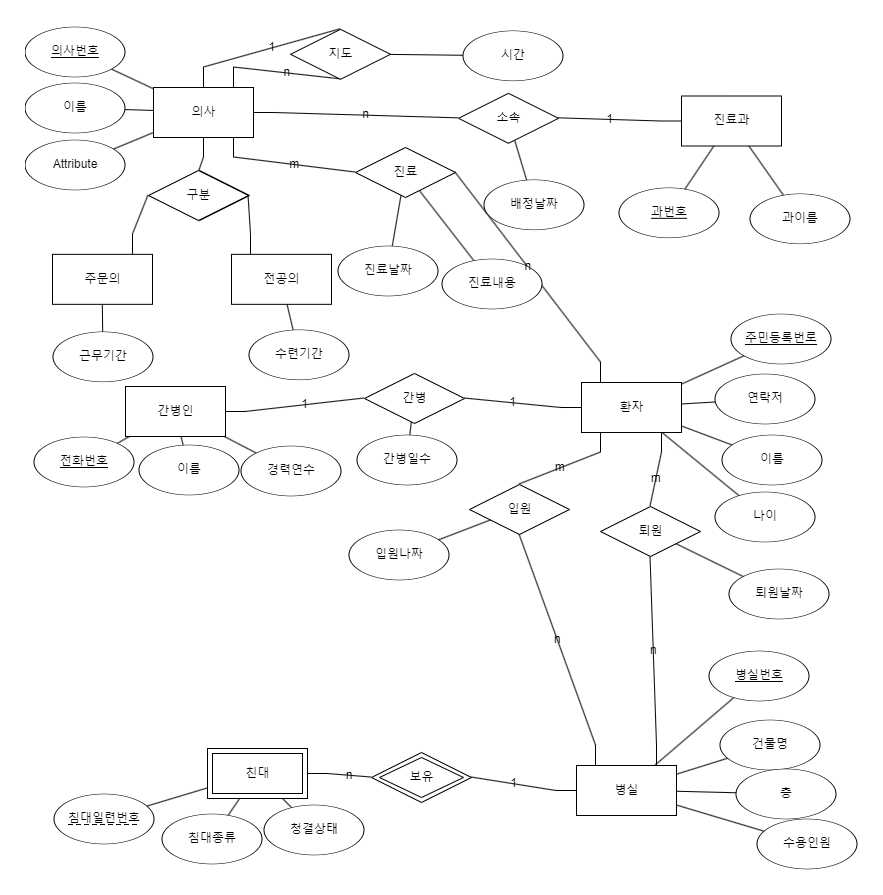 의사번호
지도
1
n
시간
이름
의사
n
소속
1
진료과
Attribute
m
진료
구분
배정날짜
과번호
과이름
주문의
전공의
진료날짜
진료내용
n
근무기간
수련기간
주민등록번로
간병인
1
간병
1
환자
연락저
전화번호
이름
경력연수
간병일수
이름
m
m
입원
나이
퇴원
입원나짜
퇴원날짜
n
n
병실번호
건물명
친대
n
보유
1
병실
층
침대일련번호
침대종류
청결상태
수용인원